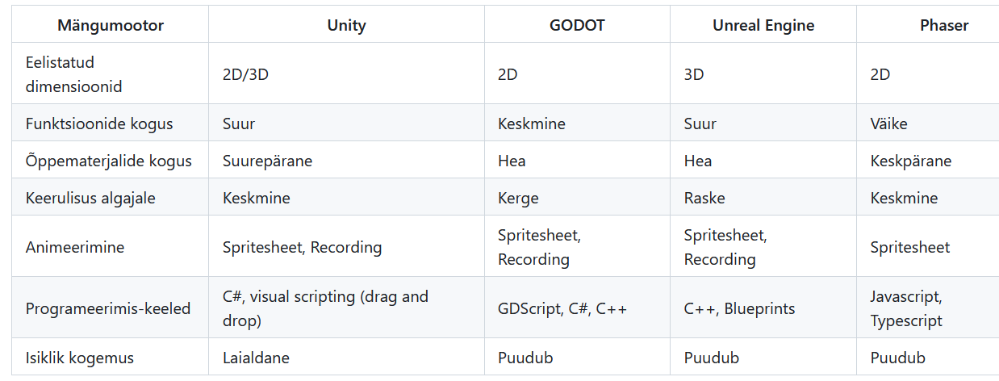 Mängumootor Unity GODOT Unreal Engine Phaser
Eelistatud dimensioonid 2D/3D 2D 3D 2D
Funktsioonide kogus Suur Keskmine Suur Väike
Õppematerjalide kogus Suurepärane Hea Hea Keskpärane
Keerulisus algajale Keskmine Kerge Raske Keskmine
Animeerimine Spritesheet, Recording Spritesheet, Recording Spritesheet, Recording Spritesheet
Programeerimis-keeled C#, visual scripting (drag and drop) GDScript, C#, C++ C++, Blueprints Javascript, Typescript
Isiklik kogemus Laialdane Puudub Puudub Puudub